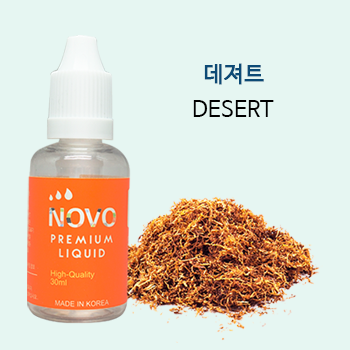 데져트
DESERT
NOVO
PREMIUM
LIQUID
High-Quality
30ml
MADE IN KOREA